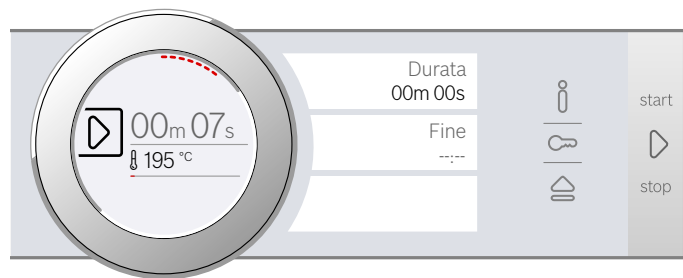 00m 07s
195 °C
Durata
00m 00s
Fine
--:--
start
stop